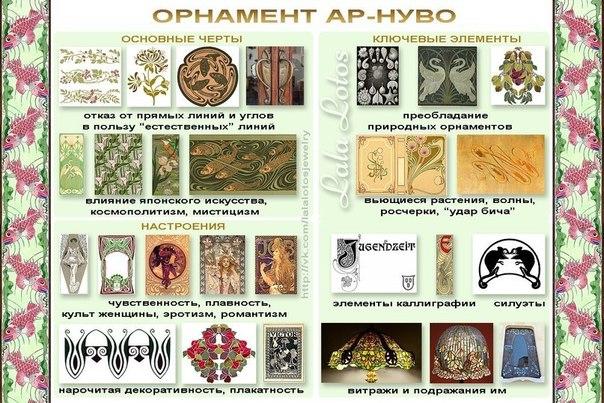 ОРНАМЕНТ АР-НУВО
ОСНОВНЫЕ ЧЕРТЫ
отказ от прямых линий и углов
в пользу "естественных" линий
влияние японского искусства,
космополитизм, мистицизм
НАСТРОЕНИЯ
чувственность, плавность,
культ женщины, эротизм, романтизм
нарочитая декоративность, плакатность
http://vk.com/lalalotosjewelry
Lala Lotos
КЛЮЧЕВЫЕ ЭЛЕМЕНТЫ
преобладание
природных орнаментов
вьющиеся растения, волны,
росчерки, "удар бича"
JUGENDZEIT
E
элементы каллиграфии
силуэты
витражи и подражания им